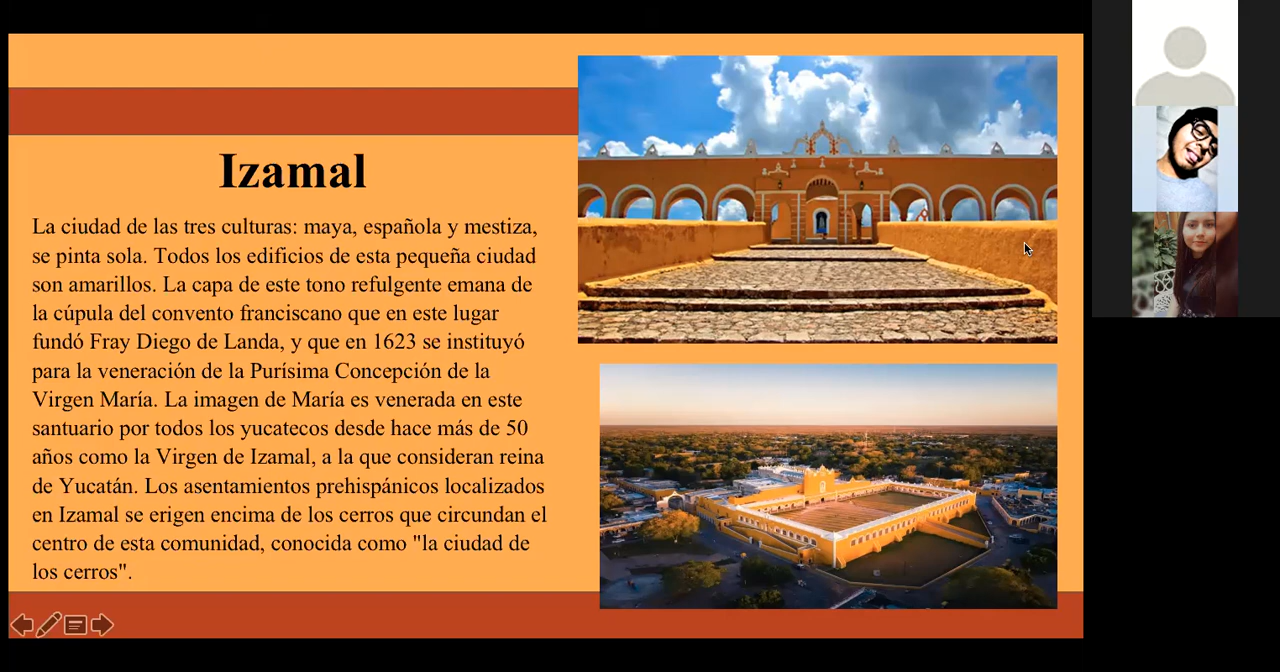 Izamal
La ciudad de las tres culturas: maya, española y mestiza,
se pinta sola. Todos los edificios de esta pequeña ciudad
son amarillos. La capa de este tono refulgente emana de
la cúpula del convento franciscano que en este lugar
fundó Fray Diego de Landa, y que en 1623 se instituyó
para la veneración de la Purísima Concepción de la
Virgen María. La imagen de María es venerada en este
santuario por todos los yucatecos desde hace más de 50
años como la Virgen de Izamal, a la que consideran reina
de Yucatán. Los asentamientos prehispánicos localizados
en Izamal se erigen encima de los cerros que circundan el
centro de esta comunidad, conocida como "la ciudad de
los cerros".